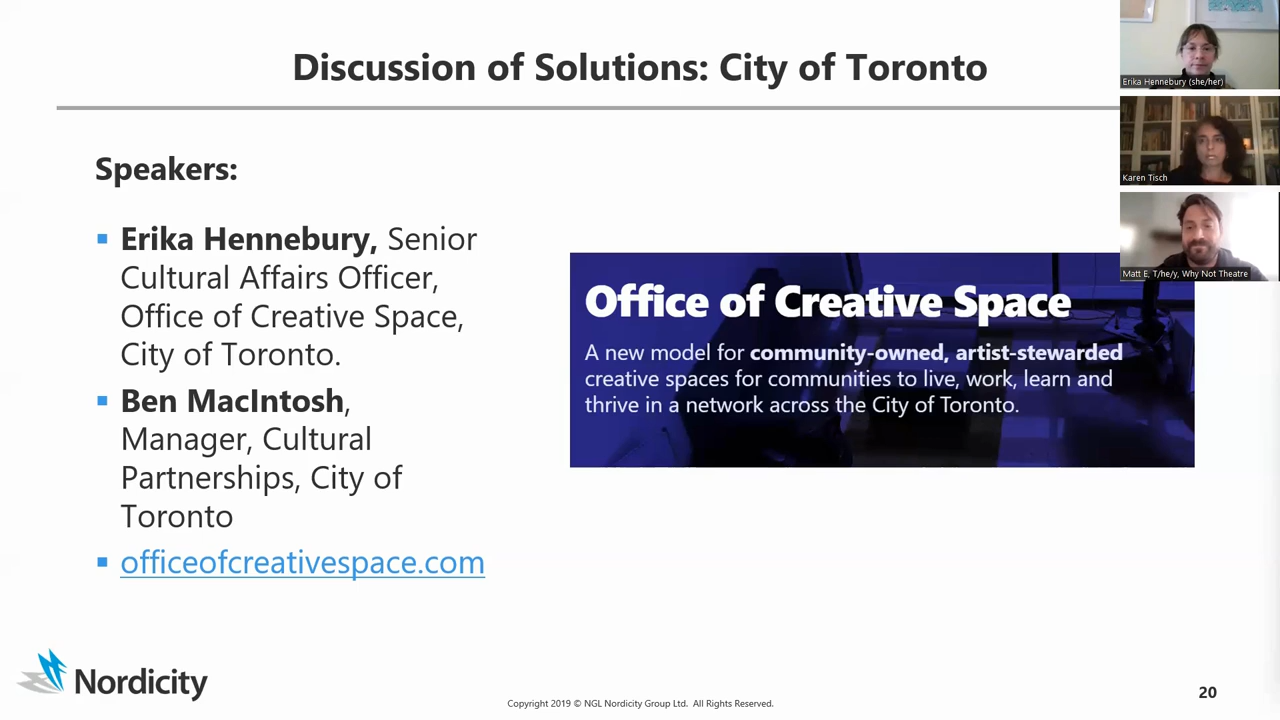 Discussion of Solutions: City of Toronto
Erika Hennebury (she/her)
Karen Tisch
Matt E, T/he/y, Why Not Theatre
Speakers:
Erika Hennebury, Senior
Cultural Affairs Officer,
Office of Creative Space,
City of Toronto.
Ben MacIntosh,
Manager, Cultural
Partnerships, City of
Toronto
officeofcreativespace.com
Office of Creative Space
A new model for community-owned, artist-stewarded
creative spaces for communities to live, work, learn and
thrive in a network across the City of Toronto.
Nordicity
Copyright 2019 © NGL Nordicity Group Ltd. All Rights Reserved.
20